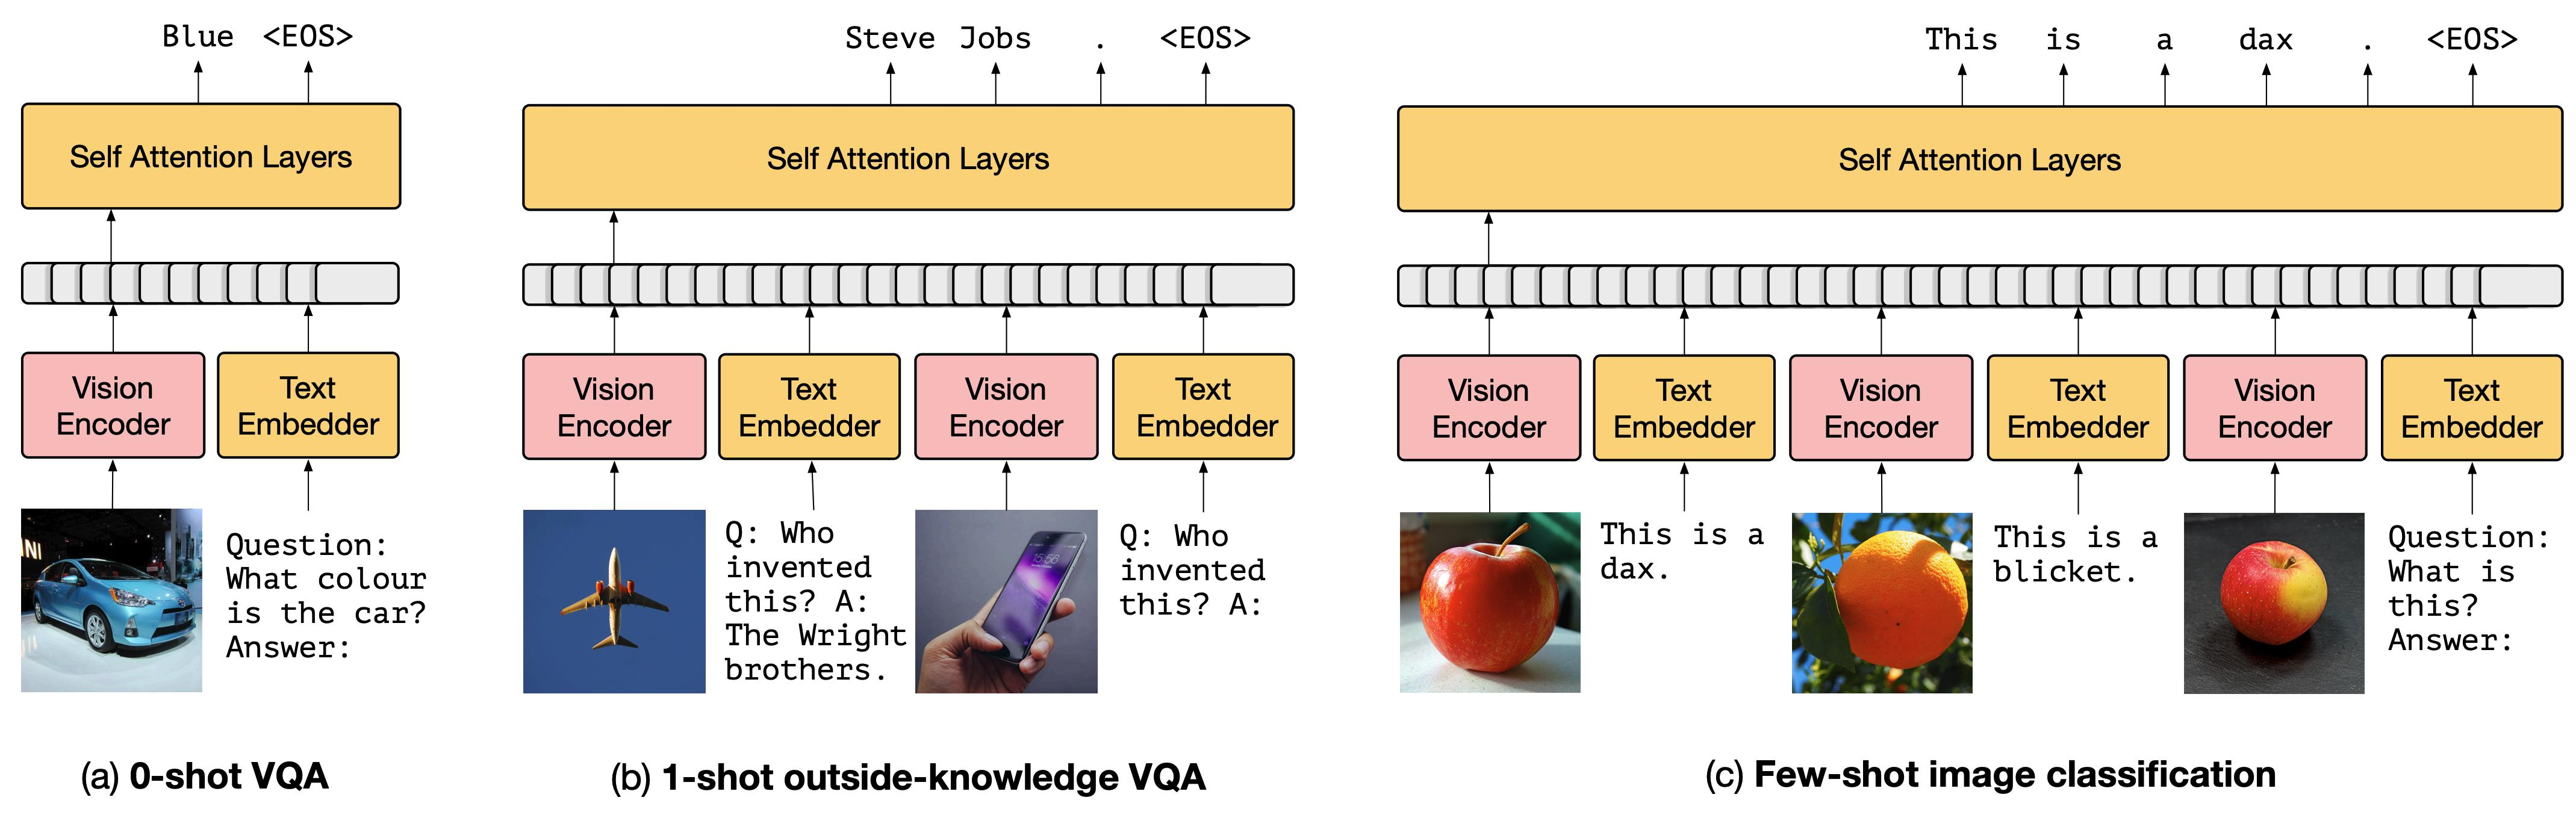 Blue <EOS>
Self Attention Layers
Vision
Encoder
Text
Embedder
Question:
What colour
is the car?
Answer:
(a) 0-shot VQA
Steve Jobs . <EOS>
Self Attention Layers
Vision
Encoder
Text
Embedder
Vision
Encoder
Text
Embedder
Q: Who
invented
this? A:
The Wright
brothers.
15:56
Q: Who
invented
this? A:
(b) 1-shot outside-knowledge VQA
This is a dax . <EOS>
Self Attention Layers
Vision
Encoder
Text
Embedder
Vision
Encoder
Text
Embedder
Vision
Encoder
Text
Embedder
This is a
dax.
This is a
blicket.
Question:
What is
this?
Answer:
(c) Few-shot image classification